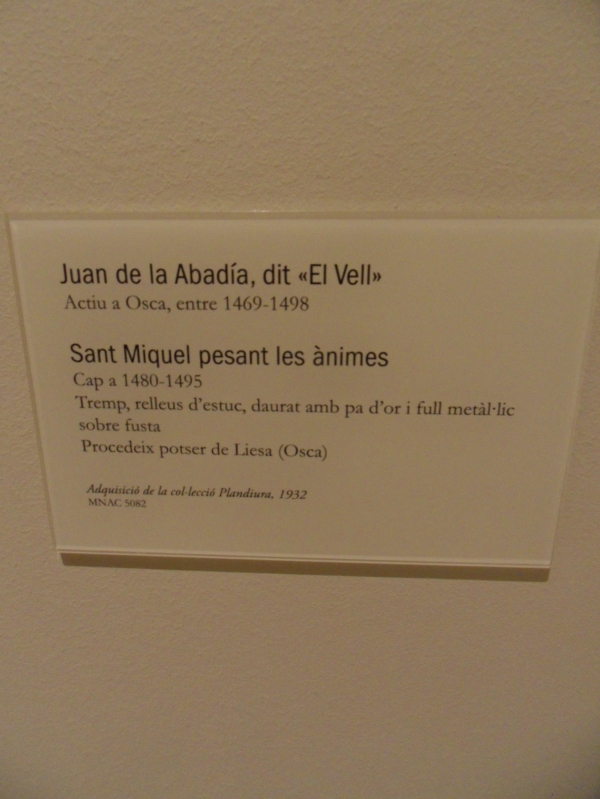 Juan de la Abadía, dit «El Vell»
Actiu a Osca, entre 1469-1498
Sant Miquel pesant les ànimes
Cap a 1480-1495
Tremp, relleus d'estuc, daurat amb pa d'or i full metàl·lic
sobre fusta
Procedeix potser de Liesa (Osca)
Adquisició de la col·lecció Plandiura, 1932
MNAC 5082